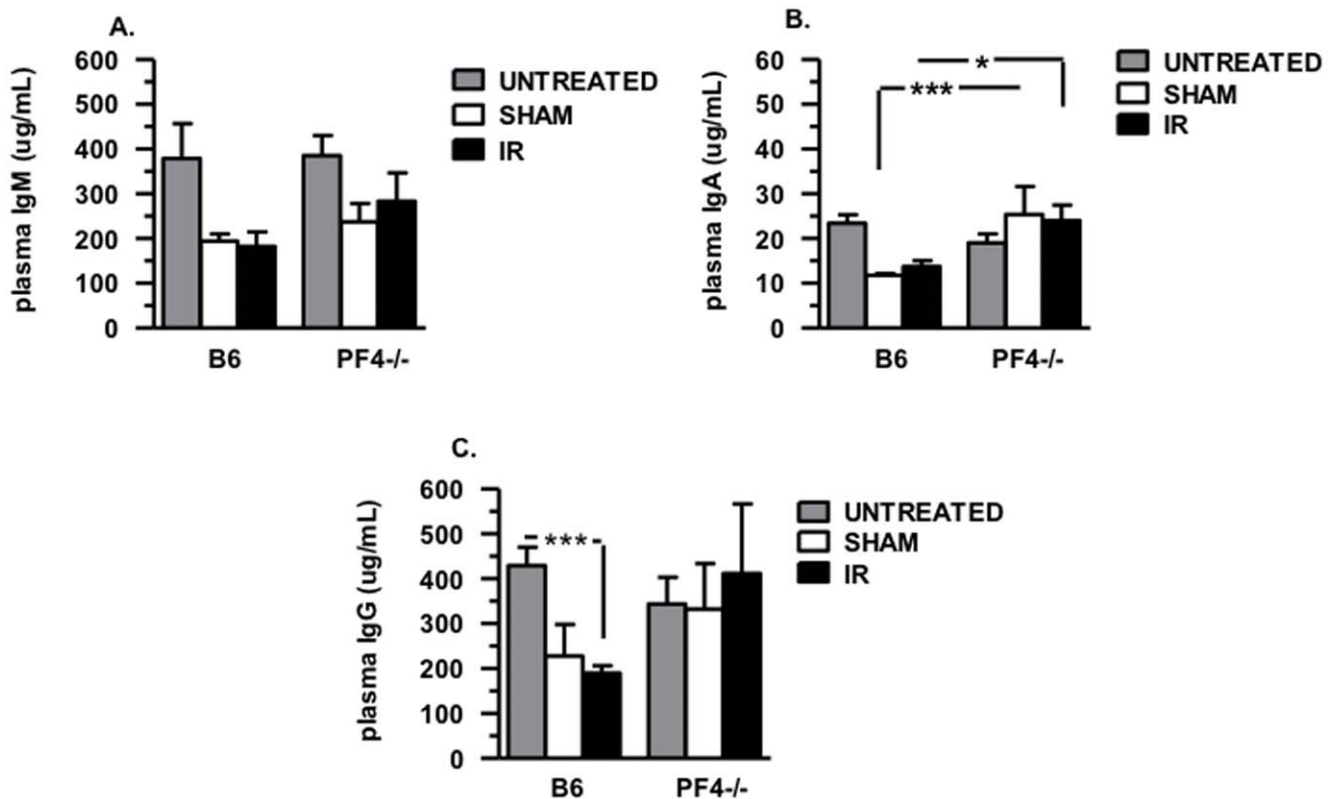 A.
600
500
400
300
200
100
0
plasma IgM (ug/mL)
B6
PF4-/-
UNTREATED
SHAM
IR
B.
60
50
40
30
20
10
0
plasma IgA (ug/mL)
*
***
B6
PF4-/-
UNTREATED
SHAM
IR
C.
600
500
400
300
200
100
0
plasma IgG (ug/mL)
***
B6
PF4-/-
UNTREATED
SHAM
IR